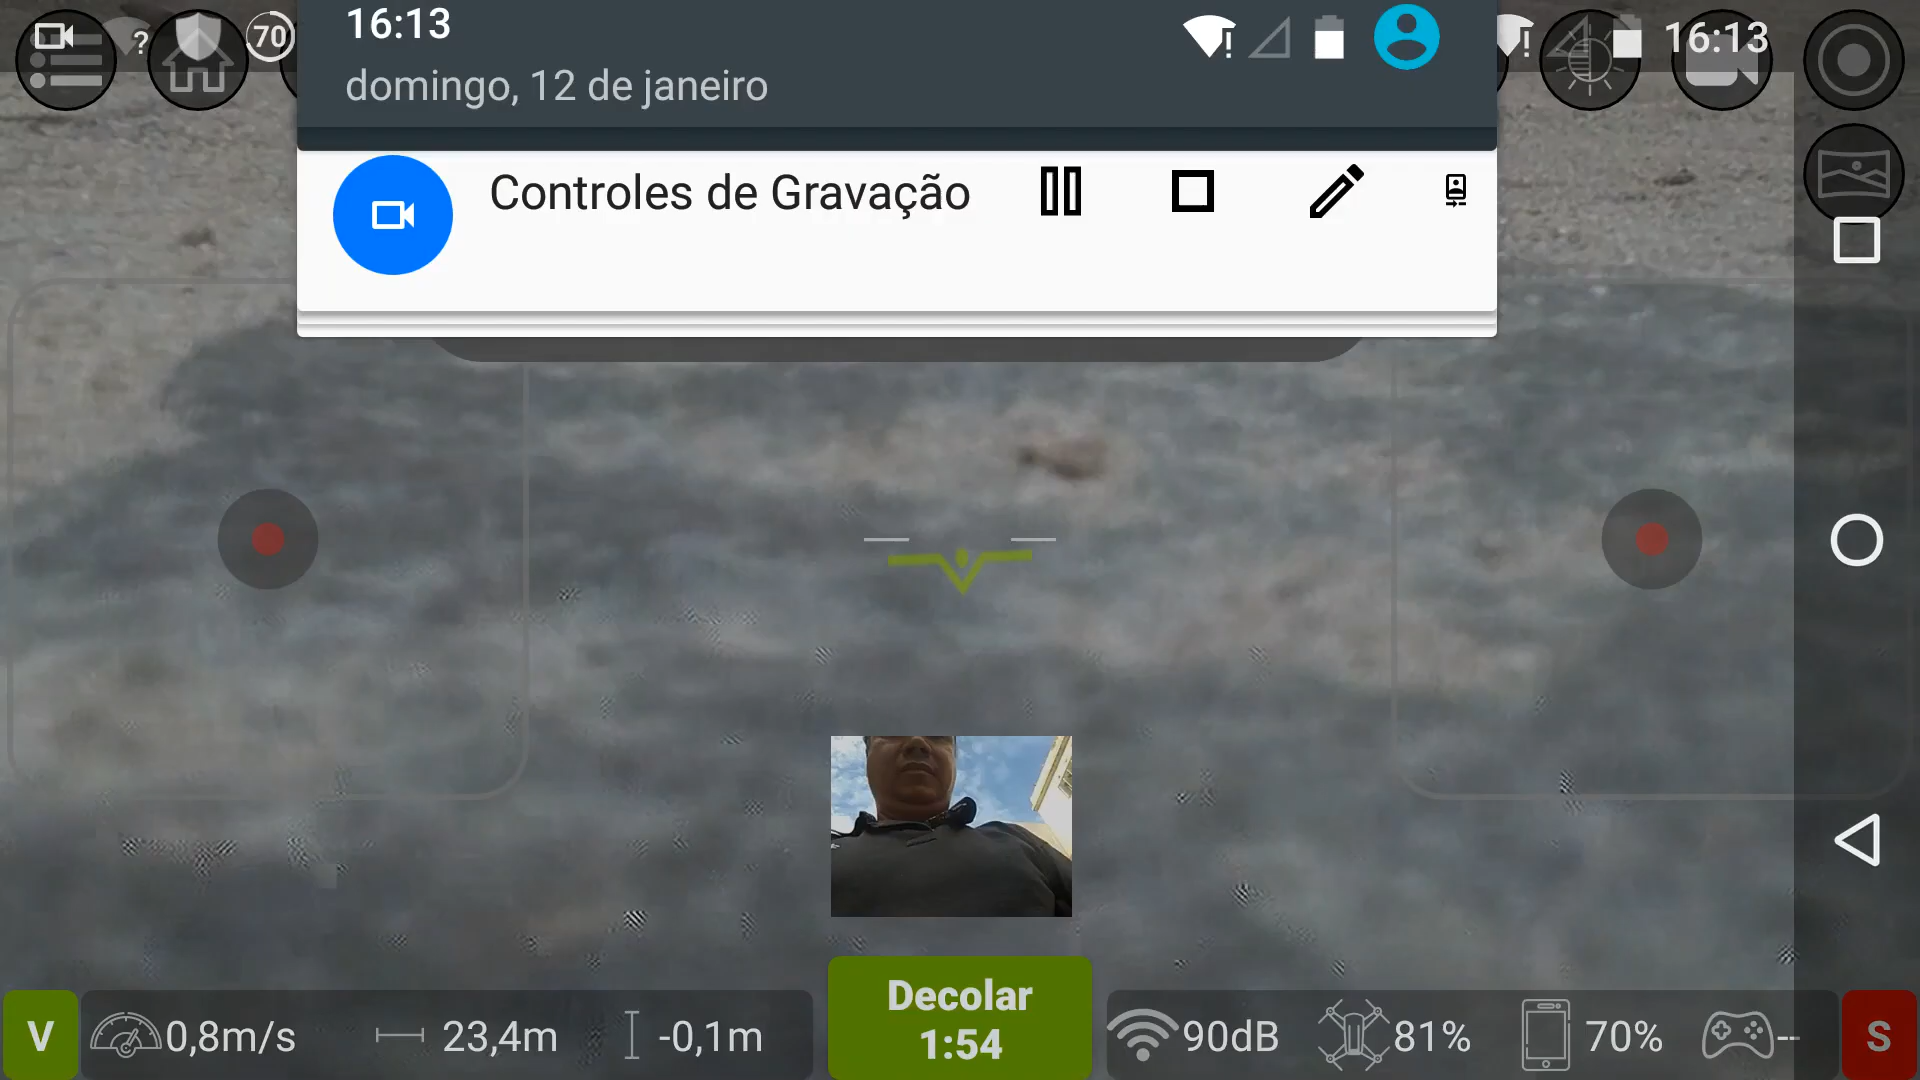 16:13
domingo, 12 de janeiro
? 70
! ! 16:13
Controles de Gravação
Decolar
1:54
V 0,8m/s 23,4m -0,1m
90dB 81% 70% -- S